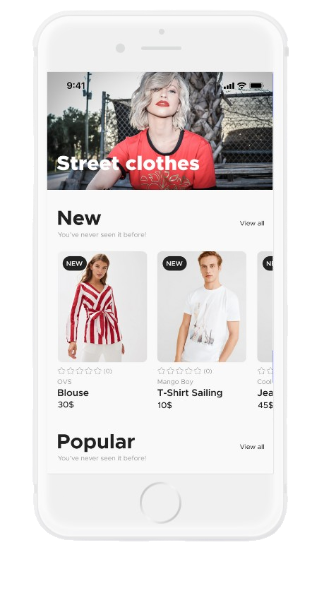 9:41
Street clothes
New
View all
You've never seen it before!
NEW
NEW
(0)
(0)
OVS
Mango Boy
Cool
Blouse
T-Shirt Sailing
Jea
30$
10$
45$
Popular
View all
You've never seen it before!